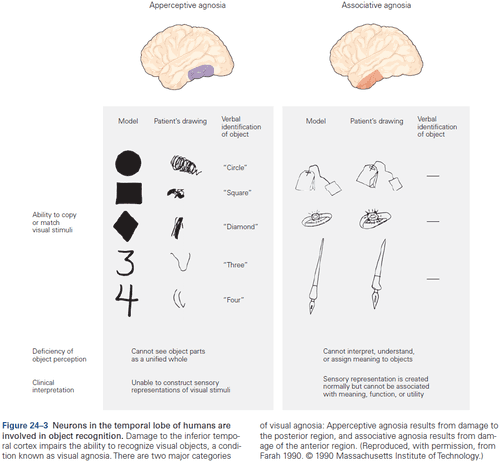 Apperceptive agnosia
Associative agnosia
Model
Patient's drawing
Verbal
identification
of object
Model
Patient's drawing
Verbal
identification
of object
Ability to copy
or match
visual stimuli
"Circle"
"Square"
"Diamond"
3
"Three"
4
"Four"
Deficiency of
object perception
Cannot see object parts
as a unified whole
Cannot interpret, understand,
or assign meaning to objects
Clinical
interpretation
Unable to construct sensory
representations of visual stimuli
Sensory representation is created
normally but cannot be associated
with meaning, function, or utility
Figure 24–3 Neurons in the temporal lobe of humans are
involved in object recognition. Damage to the inferior tempo-
ral cortex impairs the ability to recognize visual objects, a condi-
tion known as visual agnosia. There are two major categories
of visual agnosia: Apperceptive agnosia results from damage to
the posterior region, and associative agnosia results from dam-
age of the anterior region. (Reproduced, with permission, from
Farah 1990. © 1990 Massachusetts Institute of Technology.)